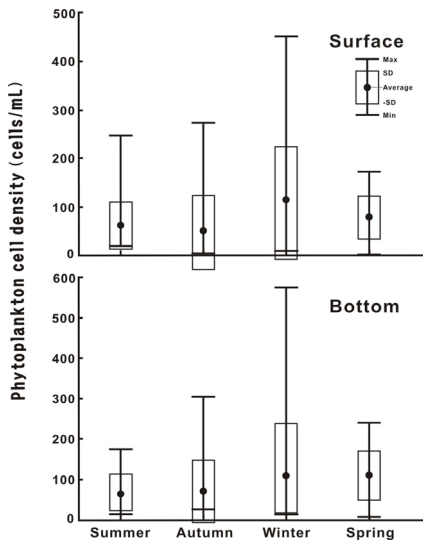 Phytoplankton cell density (cells/mL)
500
400
300
200
100
0
Surface
Max
SD
Average
-SD
Min
600
500
400
300
200
100
0
Bottom
Summer Autumn Winter Spring